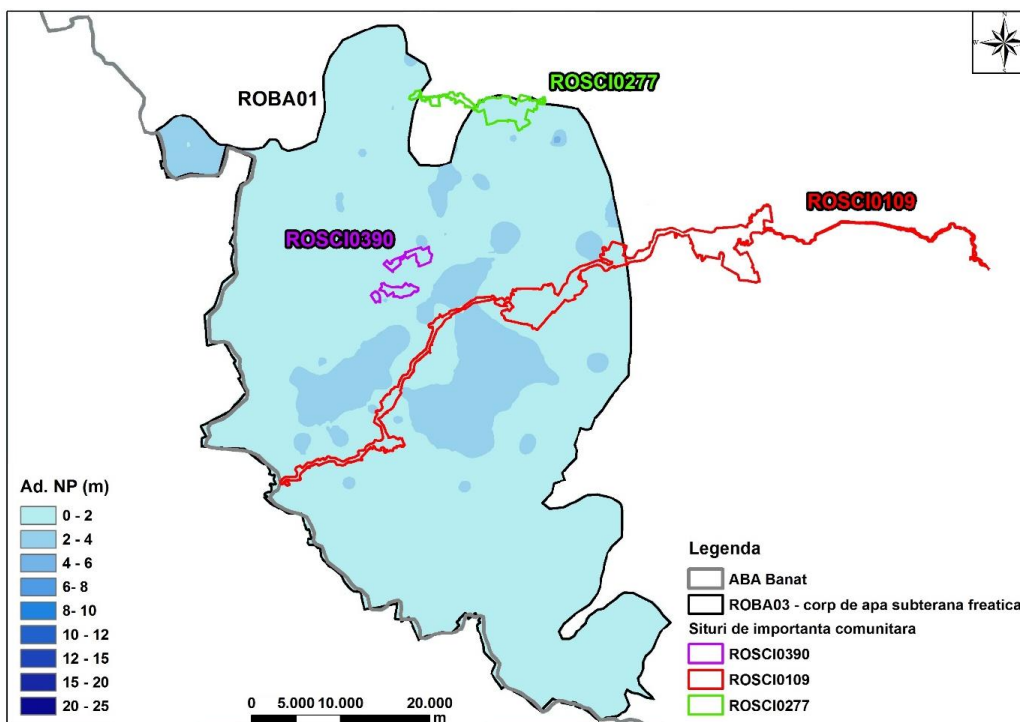 N
W
E
S
ROSCI0277
ROBA01
ROSCI0109
ROSCI0390
Ad. NP (m)
0 - 2
2 - 4
4 - 6
6- 8
8- 10
10 - 12
12 - 15
15 - 20
20 - 25
Legenda
ABA Banat
ROBA03 - corp de apa subterana freatica
Situri de importanta comunitara
ROSCI0390
ROSCI0109
ROSCI0277
0 5.000 10.000 20.000
m